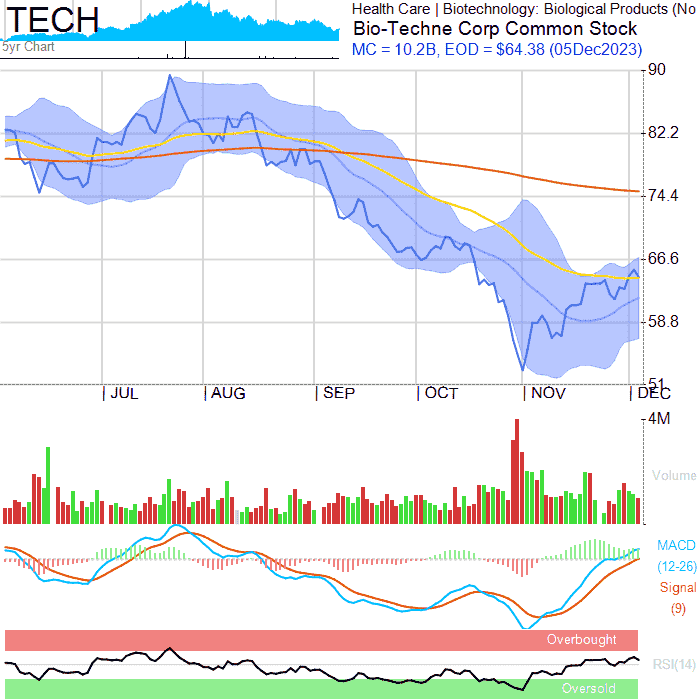 TECH
5yr Chart
Health Care | Biotechnology: Biological Products (No
Bio-Techne Corp Common Stock
MC = 10.2B, EOD = $64.38 (05Dec2023)
90
82.2
74.4
66.6
58.8
51
JUL AUG SEP OCT NOV DEC
4M
Volume
MACD
(12-26)
Signal
(9)
Overbought
RSI(14)
Oversold